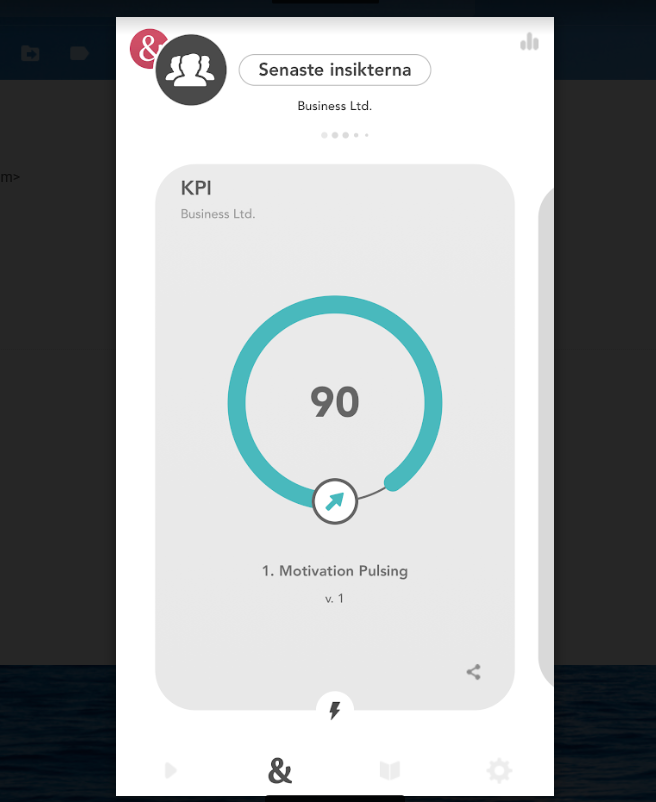 &
Senaste insikterna
Business Ltd.
m>
KPI
Business Ltd.
90
1. Motivation Pulsing
v. 1
&